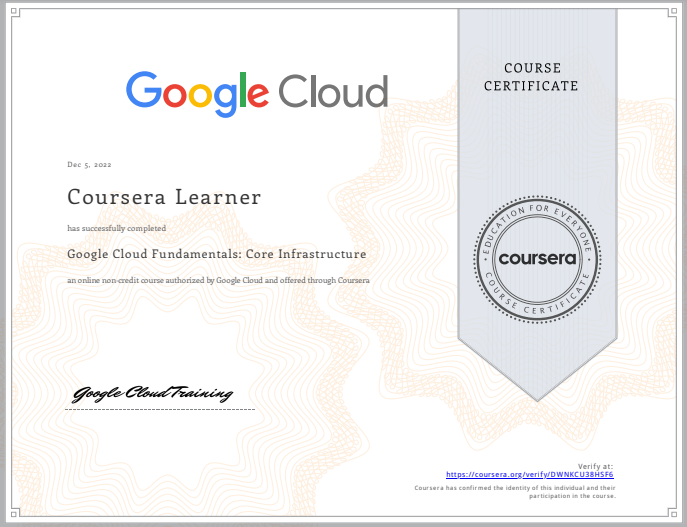 COURSE
CERTIFICATE
Google Cloud
Dec 5, 2022
Coursera Learner
has successfully completed
Google Cloud Fundamentals: Core Infrastructure
an online non-credit course authorized by Google Cloud and offered through Coursera
EDUCATION FOR EVERYONE
coursera
COURSE CERTIFICATE
Google Cloud Training
Verify at:
https://coursera.org/verify/DWNKCU38HSF6
Coursera has confirmed the identity of this individual and their
participation in the course.